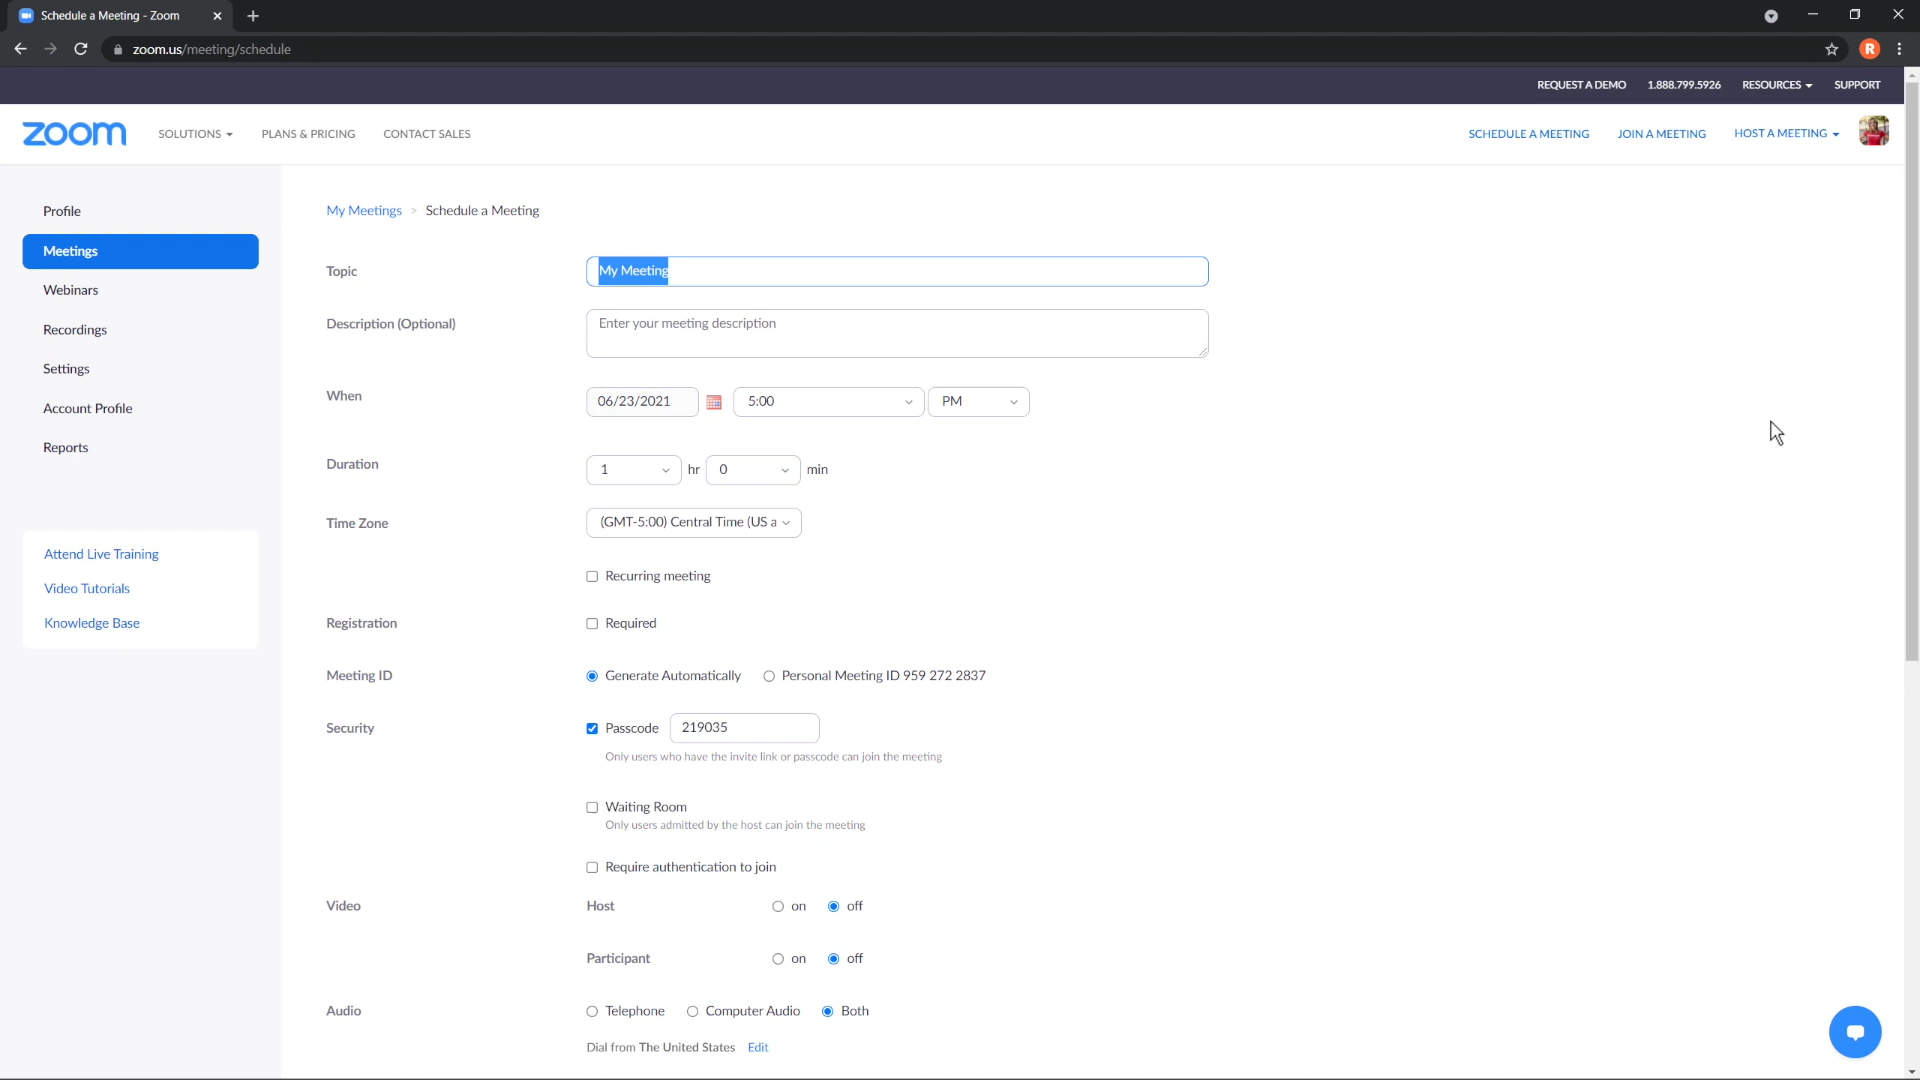 Schedule a Meeting - Zoom
zoom.us/meeting/schedule
R
REQUEST A DEMO 1.888.799.5926 RESOURCES SUPPORT
zoom SOLUTIONS PLANS & PRICING CONTACT SALES SCHEDULE A MEETING JOIN A MEETING HOST A MEETING
Profile
Meetings
Webinars
Recordings
Settings
Account Profile
Reports
Attend Live Training
Video Tutorials
Knowledge Base
My Meetings > Schedule a Meeting
Topic My Meeting
Description (Optional) Enter your meeting description
When 06/23/2021 5:00 PM
Duration 1 hr 0 min
Time Zone (GMT-5:00) Central Time (US a
Recurring meeting
Registration Required
Meeting ID Generate Automatically Personal Meeting ID 959 272 2837
Security Passcode 219035
Only users who have the invite link or passcode can join the meeting
Waiting Room
Only users admitted by the host can join the meeting
Require authentication to join
Video Host on off
Participant on off
Audio Telephone Computer Audio Both
Dial from The United States Edit